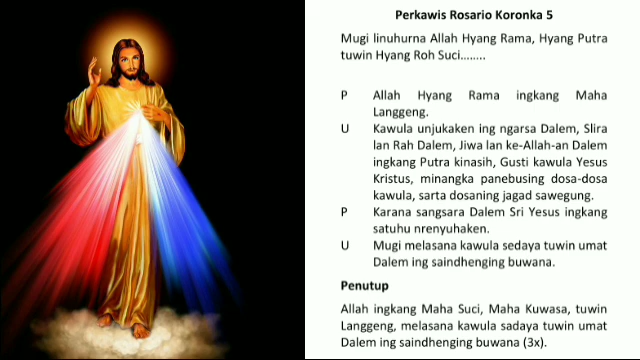 Perkawis Rosario Koronka 5
Mugi linuhurna Allah Hyang Rama, Hyang Putra
tuwin Hyang Roh Suci........
P Allah Hyang Rama ingkang Maha
Langgeng.
U Kawula unjukaken ing ngarsa Dalem, Slira
lan Rah Dalem, Jiwa lan ke-Allah-an Dalem
ingkang Putra kinasih, Gusti kawula Yesus
Kristus, minangka panebusing dosa-dosa
kawula, sarta dosaning jagad sawegung.
P Karana sangsara Dalem Sri Yesus ingkang
satuhu nrenyuhaken.
U Mugi melasana kawula sedaya tuwin umat
Dalem ing saindhenging buwana.
Penutup
Allah ingkang Maha Suci, Maha Kuwasa, tuwin
Langgeng, melasana kawula sadaya tuwin umat
Dalem ing saindhenging buwana (3x).